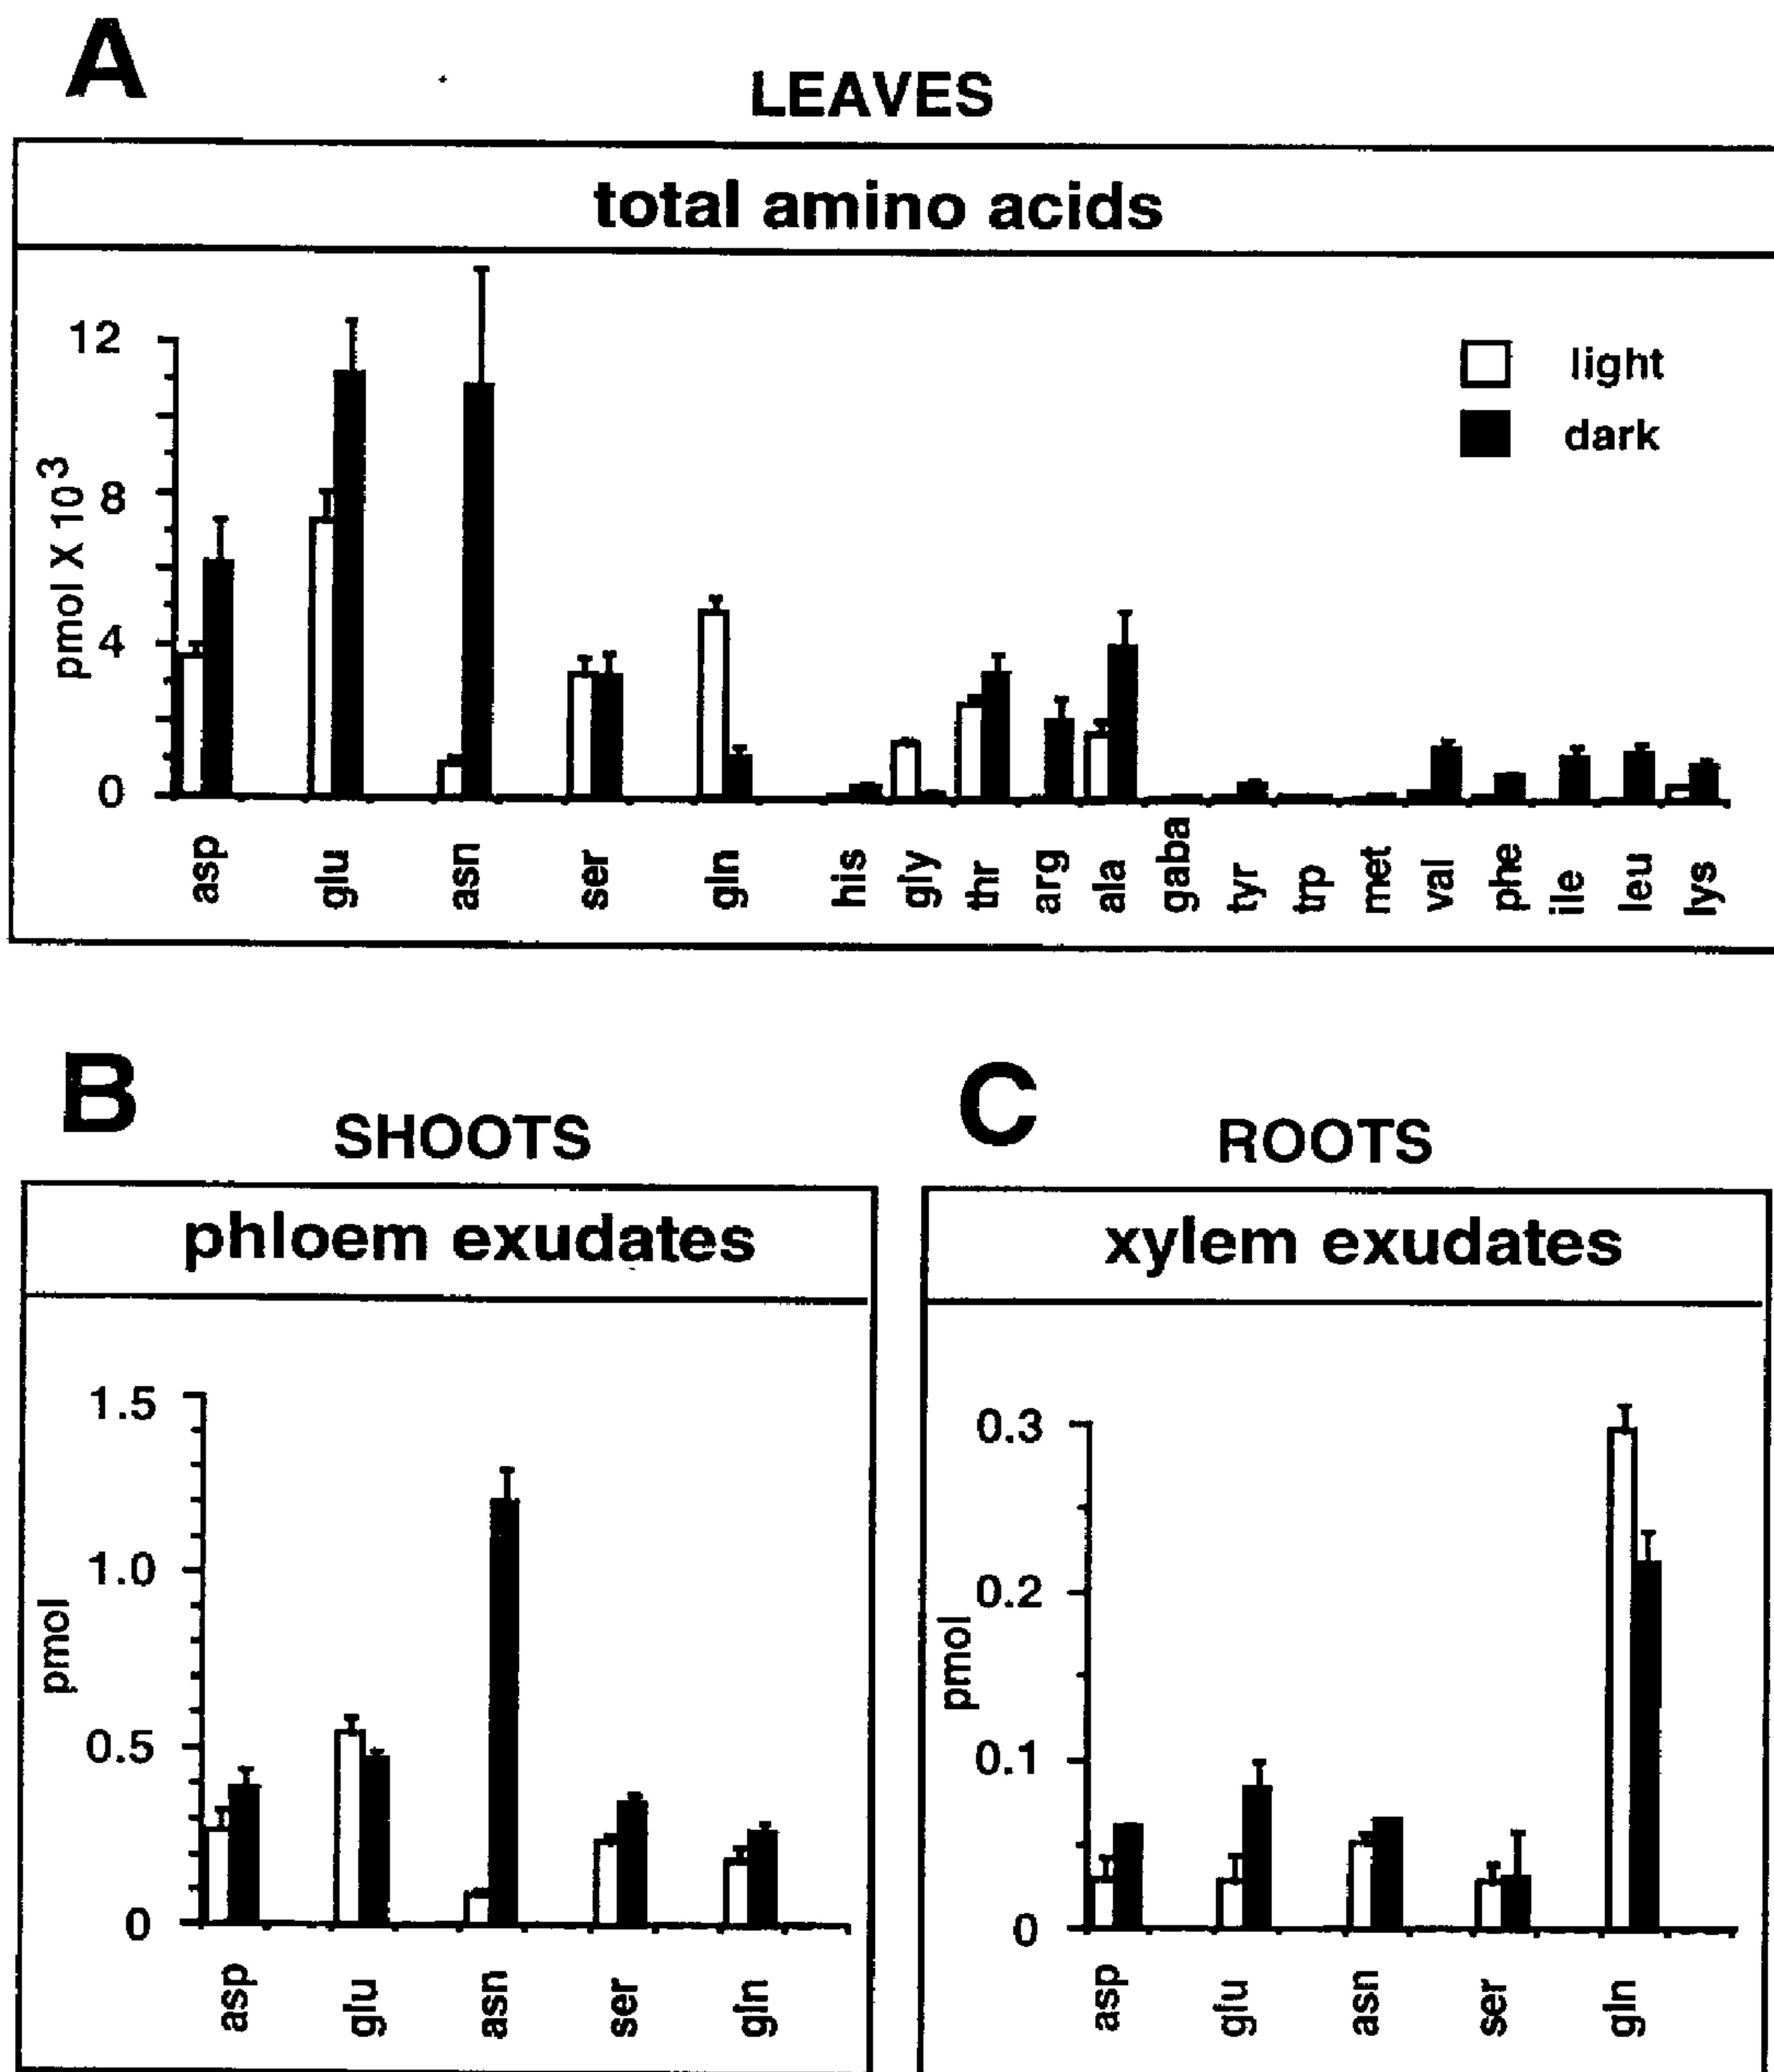 A
LEAVES
total amino acids
12
8
4
0
pmol X 10³
light
dark
asp glu asn ser gln his gly thr arg ala gaba tyr trp met val phe ile leu lys
B
SHOOTS
phloem exudates
1.5
1.0
0.5
0
pmol
asp glu asn ser gln
C
ROOTS
xylem exudates
0.3
0.2
0.1
0
pmol
asp glu asn ser gln